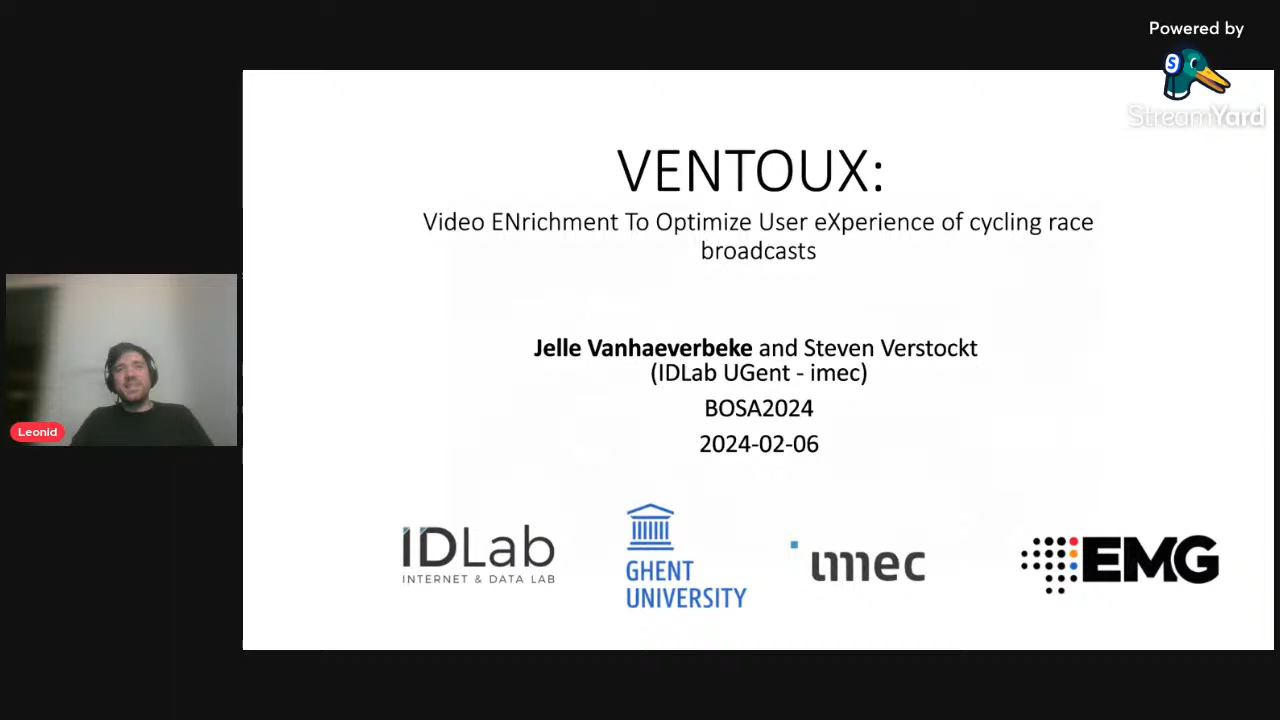 Powered by
S
StreamYard
VENTOUX:
Video ENrichment To Optimize User eXperience of cycling race
broadcasts
Jelle Vanhaeverbeke and Steven Verstockt
(IDLab UGent - imec)
BOSA2024
2024-02-06
Leonid
IDLab
INTERNET & DATA LAB
GHENT
UNIVERSITY
imec
EMG